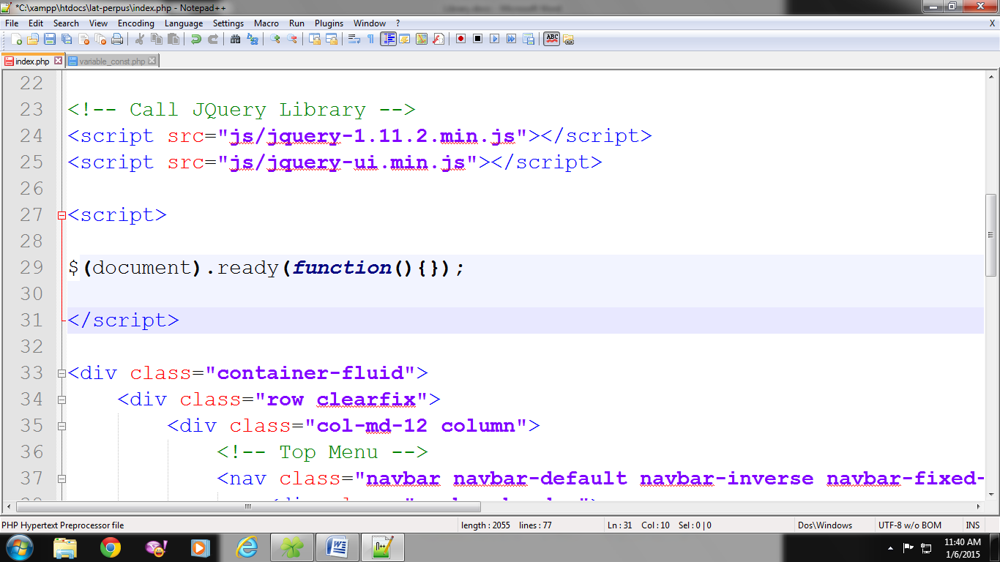 *C:\xampp\htdocs\lat-perpus\index.php - Notepad++
File Edit Search View Encoding Language Settings Macro Run Plugins Window ? X
index.php variable_const.php
22
23 <!-- Call JQuery Library -->
24 <script src="js/jquery-1.11.2.min.js"></script>
25 <script src="js/jquery-ui.min.js"></script>
26
27 <script>
28
29 $(document).ready(function(){});
30
31 </script>
32
33 <div class="container-fluid">
34 <div class="row clearfix">
35 <div class="col-md-12 column">
36 <!-- Top Menu -->
37 <nav class="navbar navbar-default navbar-inverse navbar-fixed-
PHP Hypertext Preprocessor file length : 2055 lines : 77 Ln : 31 Col : 10 Sel : 0 | 0 Dos\Windows UTF-8 w/o BOM INS
11:40 AM
1/6/2015